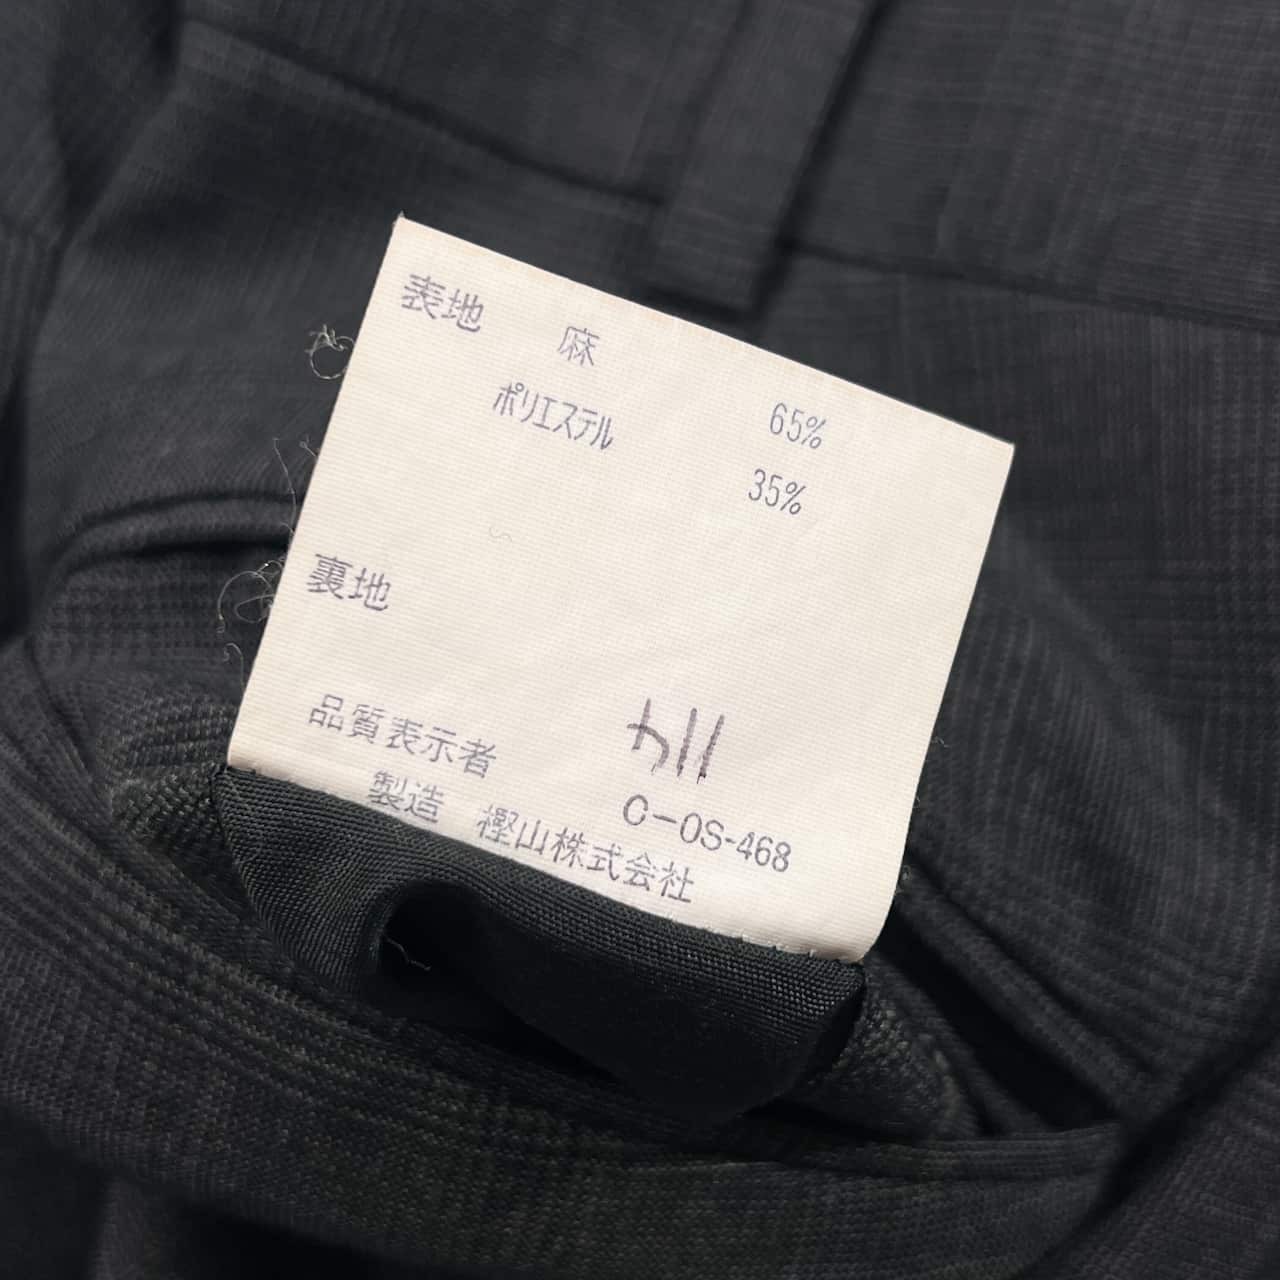 表地
麻 65%
ポリエステル 35%
裏地
品質表示者
C-OS-468
製造 樫山株式会社